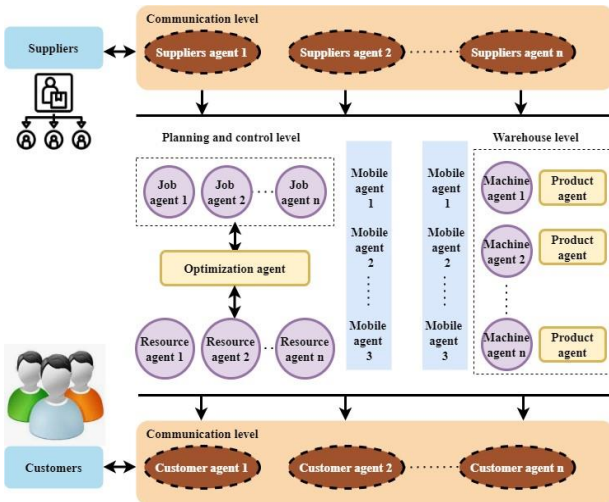 Communication level
Suppliers
Suppliers agent 1
Suppliers agent 2
Suppliers agent n
Planning and control level
Warehouse level
Job
agent 1
Job
agent 2
Job
agent n
Mobile
agent
1
Mobile
agent
2
Mobile
agent
3
Mobile
agent
1
Mobile
agent
2
Mobile
agent
3
Machine
agent 1
Product
agent
Machine
agent 2
Product
agent
Machine
agent n
Product
agent
Optimization agent
Resource
agent 1
Resource
agent 2
Resource
agent n
Communication level
Customers
Customer agent 1
Customer agent 2
Customer agent n